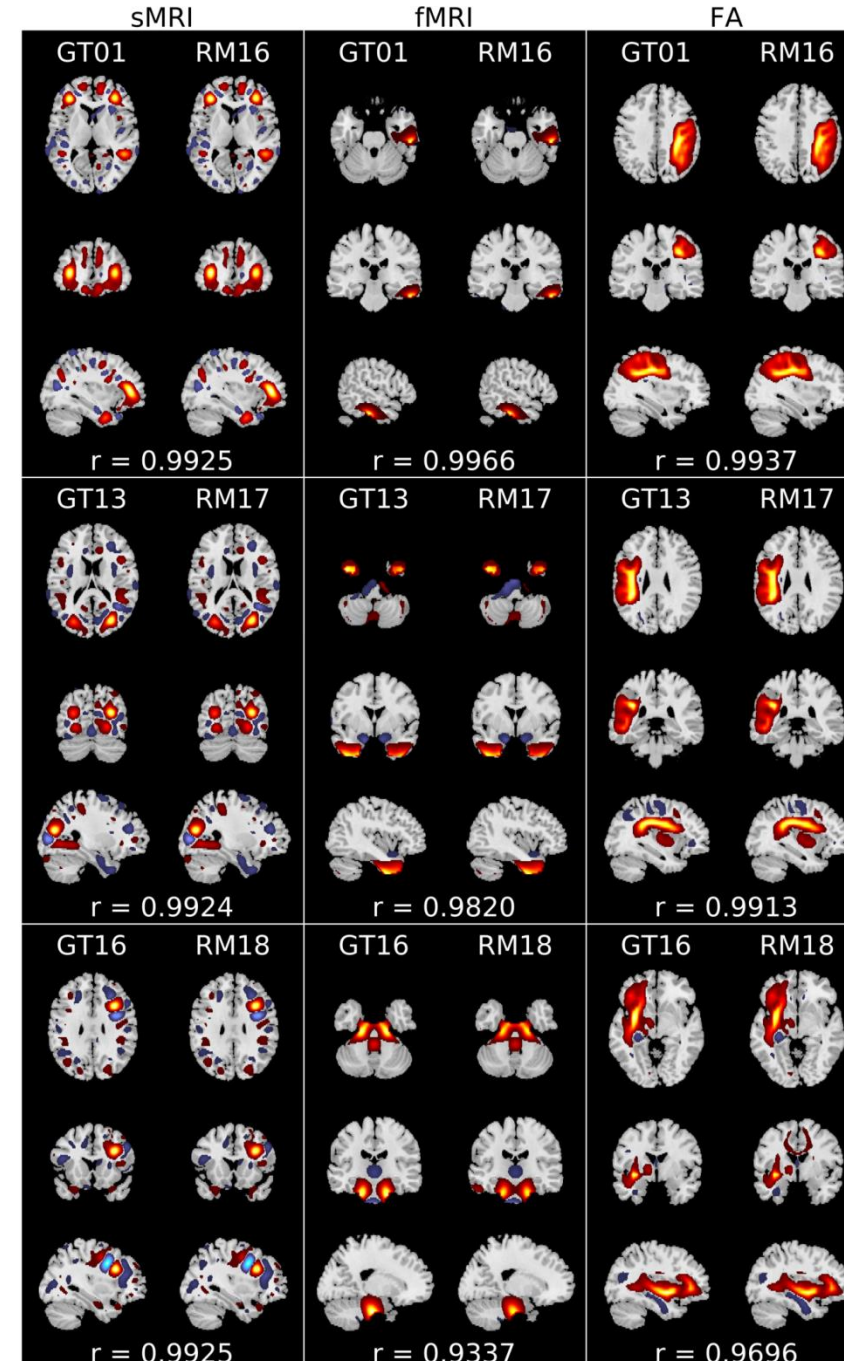 sMRI fMRI FA
GT01 RM16 GT01 RM16 GT01 RM16
r = 0.9925 r = 0.9966 r = 0.9937
GT13 RM17 GT13 RM17 GT13 RM17
r = 0.9924 r = 0.9820 r = 0.9913
GT16 RM18 GT16 RM18 GT16 RM18
r = 0.9925 r = 0.9337 r = 0.9696